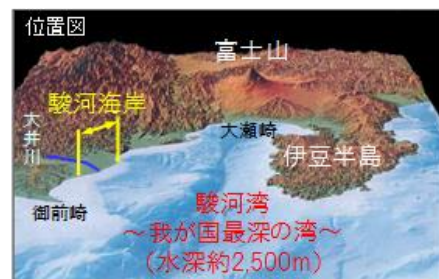 位置図
富士山
駿河海岸
大井川
大瀬崎
伊豆半島
御前崎
駿河湾
～我が国最深の湾～
(水深約2,500m)